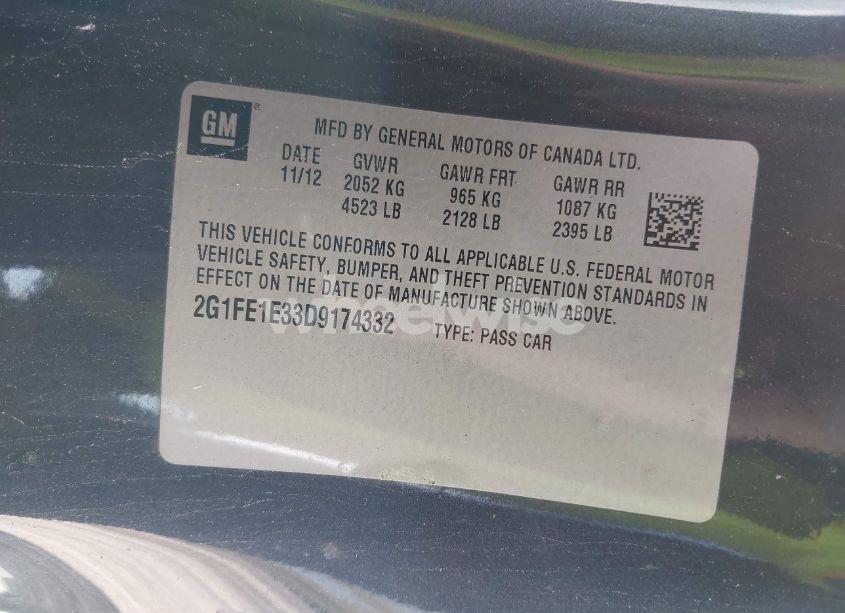 GM ®
MFD BY GENERAL MOTORS OF CANADA LTD.
DATE GVWR GAWR FRT GAWR RR
11/12 2052 KG 965 KG 1087 KG
4523 LB 2128 LB 2395 LB
THIS VEHICLE CONFORMS TO ALL APPLICABLE U.S. FEDERAL MOTOR
VEHICLE SAFETY, BUMPER, AND THEFT PREVENTION STANDARDS IN
EFFECT ON THE DATE OF MANUFACTURE SHOWN ABOVE.
2G1FE1E33D9174332 TYPE: PASS CAR
wheelwise